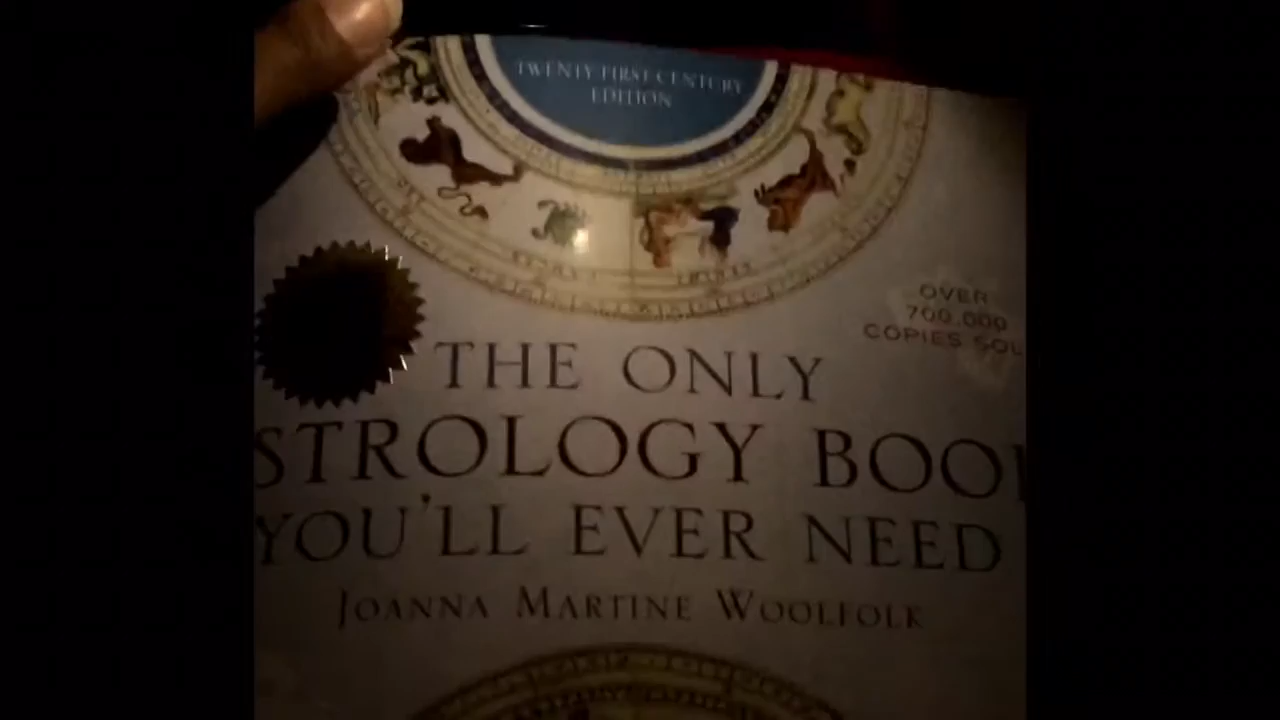 TWENTY-FIRST CENTURY
EDITION
OVER
700,000
COPIES SOL
THE ONLY
STROLOGY BOO
YOU'LL EVER NEED
JOANNA MARTINE WOOLFOLK